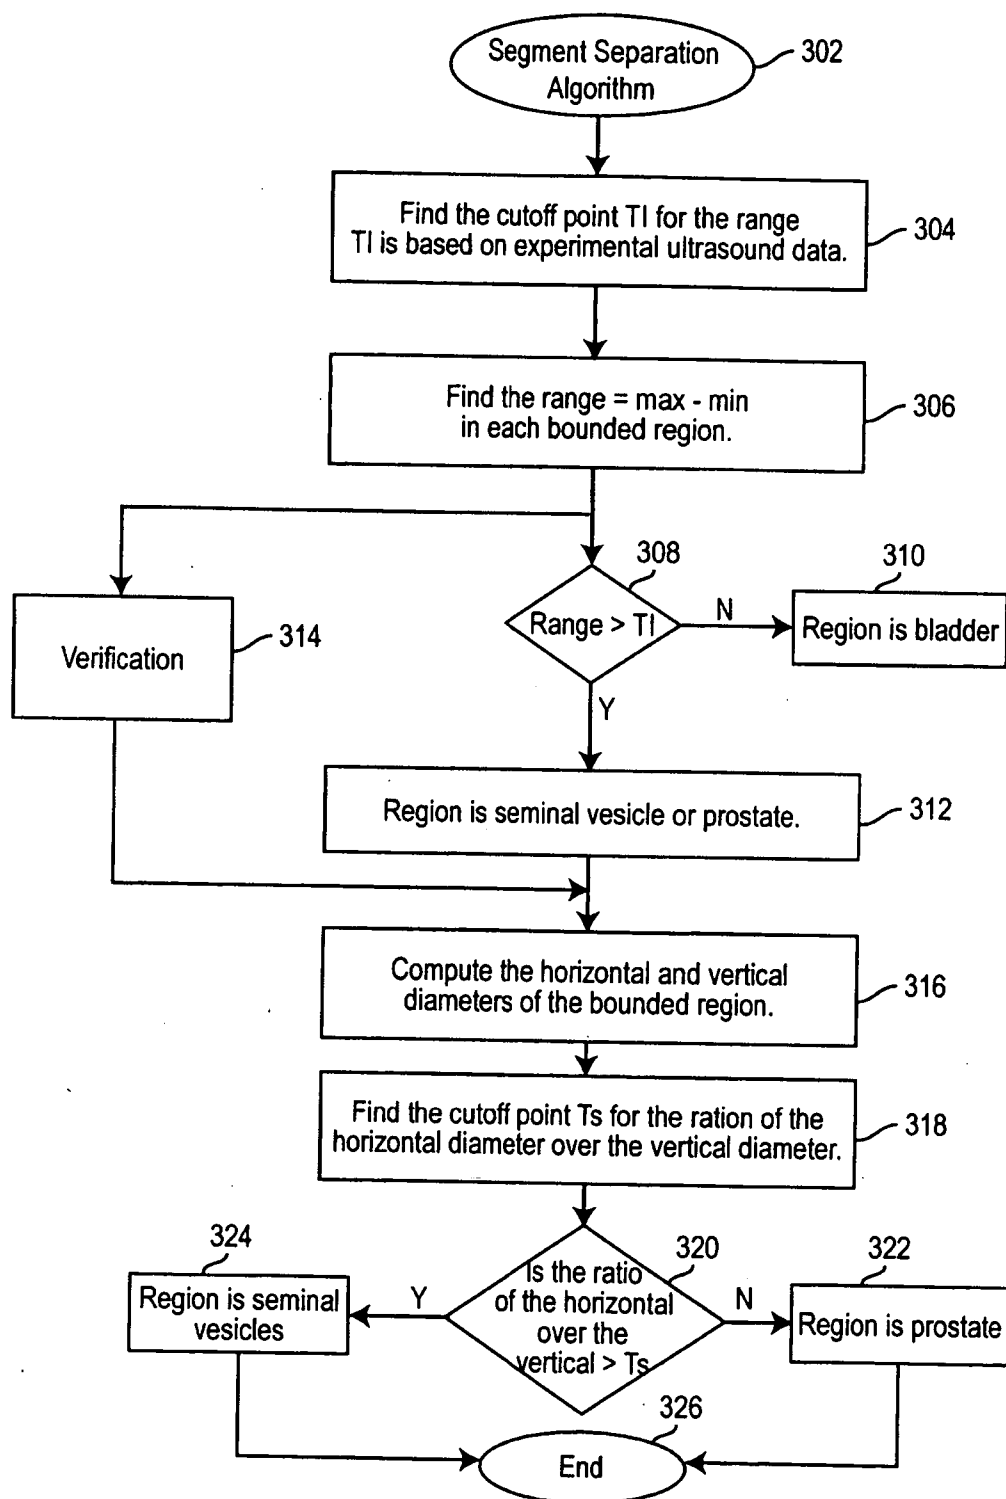 Segment Separation
Algorithm
302
Find the cutoff point TI for the range
TI is based on experimental ultrasound data.
304
Find the range = max - min
in each bounded region.
306
308
Range > TI
N
310
Region is bladder
Verification
314
Y
Region is seminal vesicle or prostate.
312
Compute the horizontal and vertical
diameters of the bounded region.
316
Find the cutoff point Ts for the ration of the
horizontal diameter over the vertical diameter.
318
320
Is the ratio
of the horizontal
over the
vertical > Ts
Y
N
324
Region is seminal
vesicles
322
Region is prostate
326
End